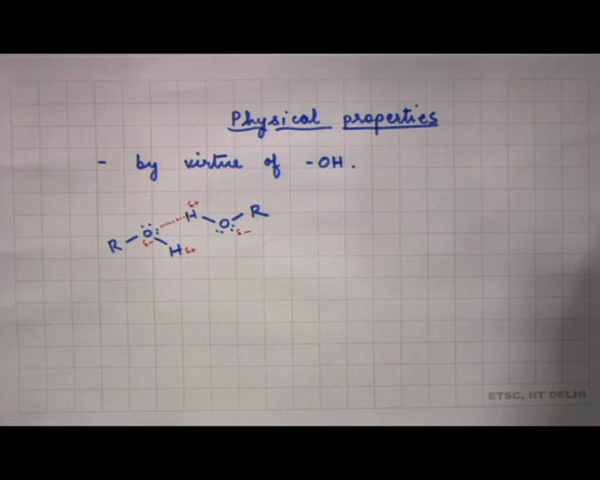 Physical properties
- by virtue of -OH.
δ+
H O R
δ-
R O
δ-
H δ+
ETSC, IIT DELHI